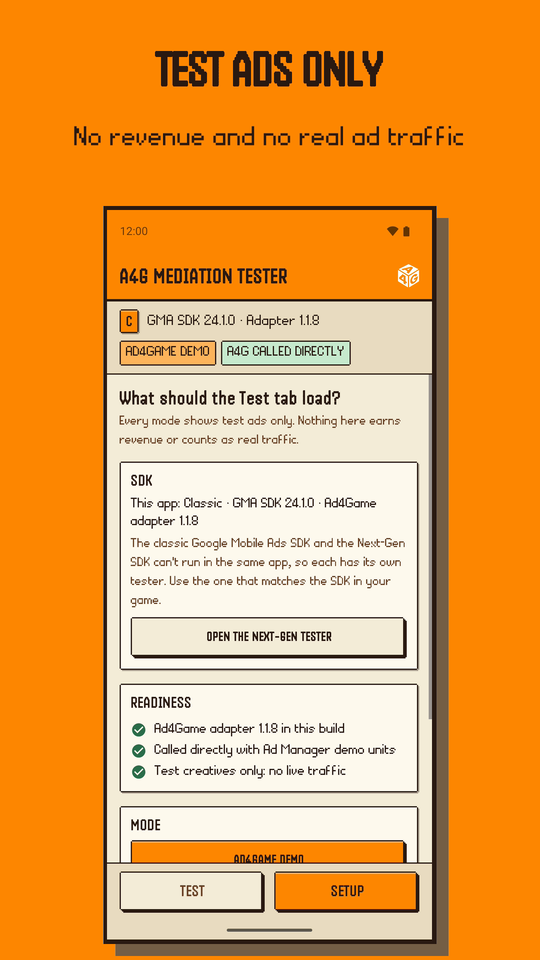 TEST ADS ONLY
No revenue and no real ad traffic
12:00
A4G MEDIATION TESTER
C GMA SDK 24.1.0 · Adapter 1.1.8
AD4GAME DEMO A4G CALLED DIRECTLY
What should the Test tab load?
Every mode shows test ads only. Nothing here earns
revenue or counts as real traffic.
SDK
This app: Classic · GMA SDK 24.1.0 · Ad4Game
adapter 1.1.8
The classic Google Mobile Ads SDK and the Next-Gen
SDK can't run in the same app, so each has its own
tester. Use the one that matches the SDK in your
game.
OPEN THE NEXT-GEN TESTER
READINESS
Ad4Game adapter 1.1.8 in this build
Called directly with Ad Manager demo units
Test creatives only: no live traffic
MODE
AD4GAME DEMO
TEST SETUP